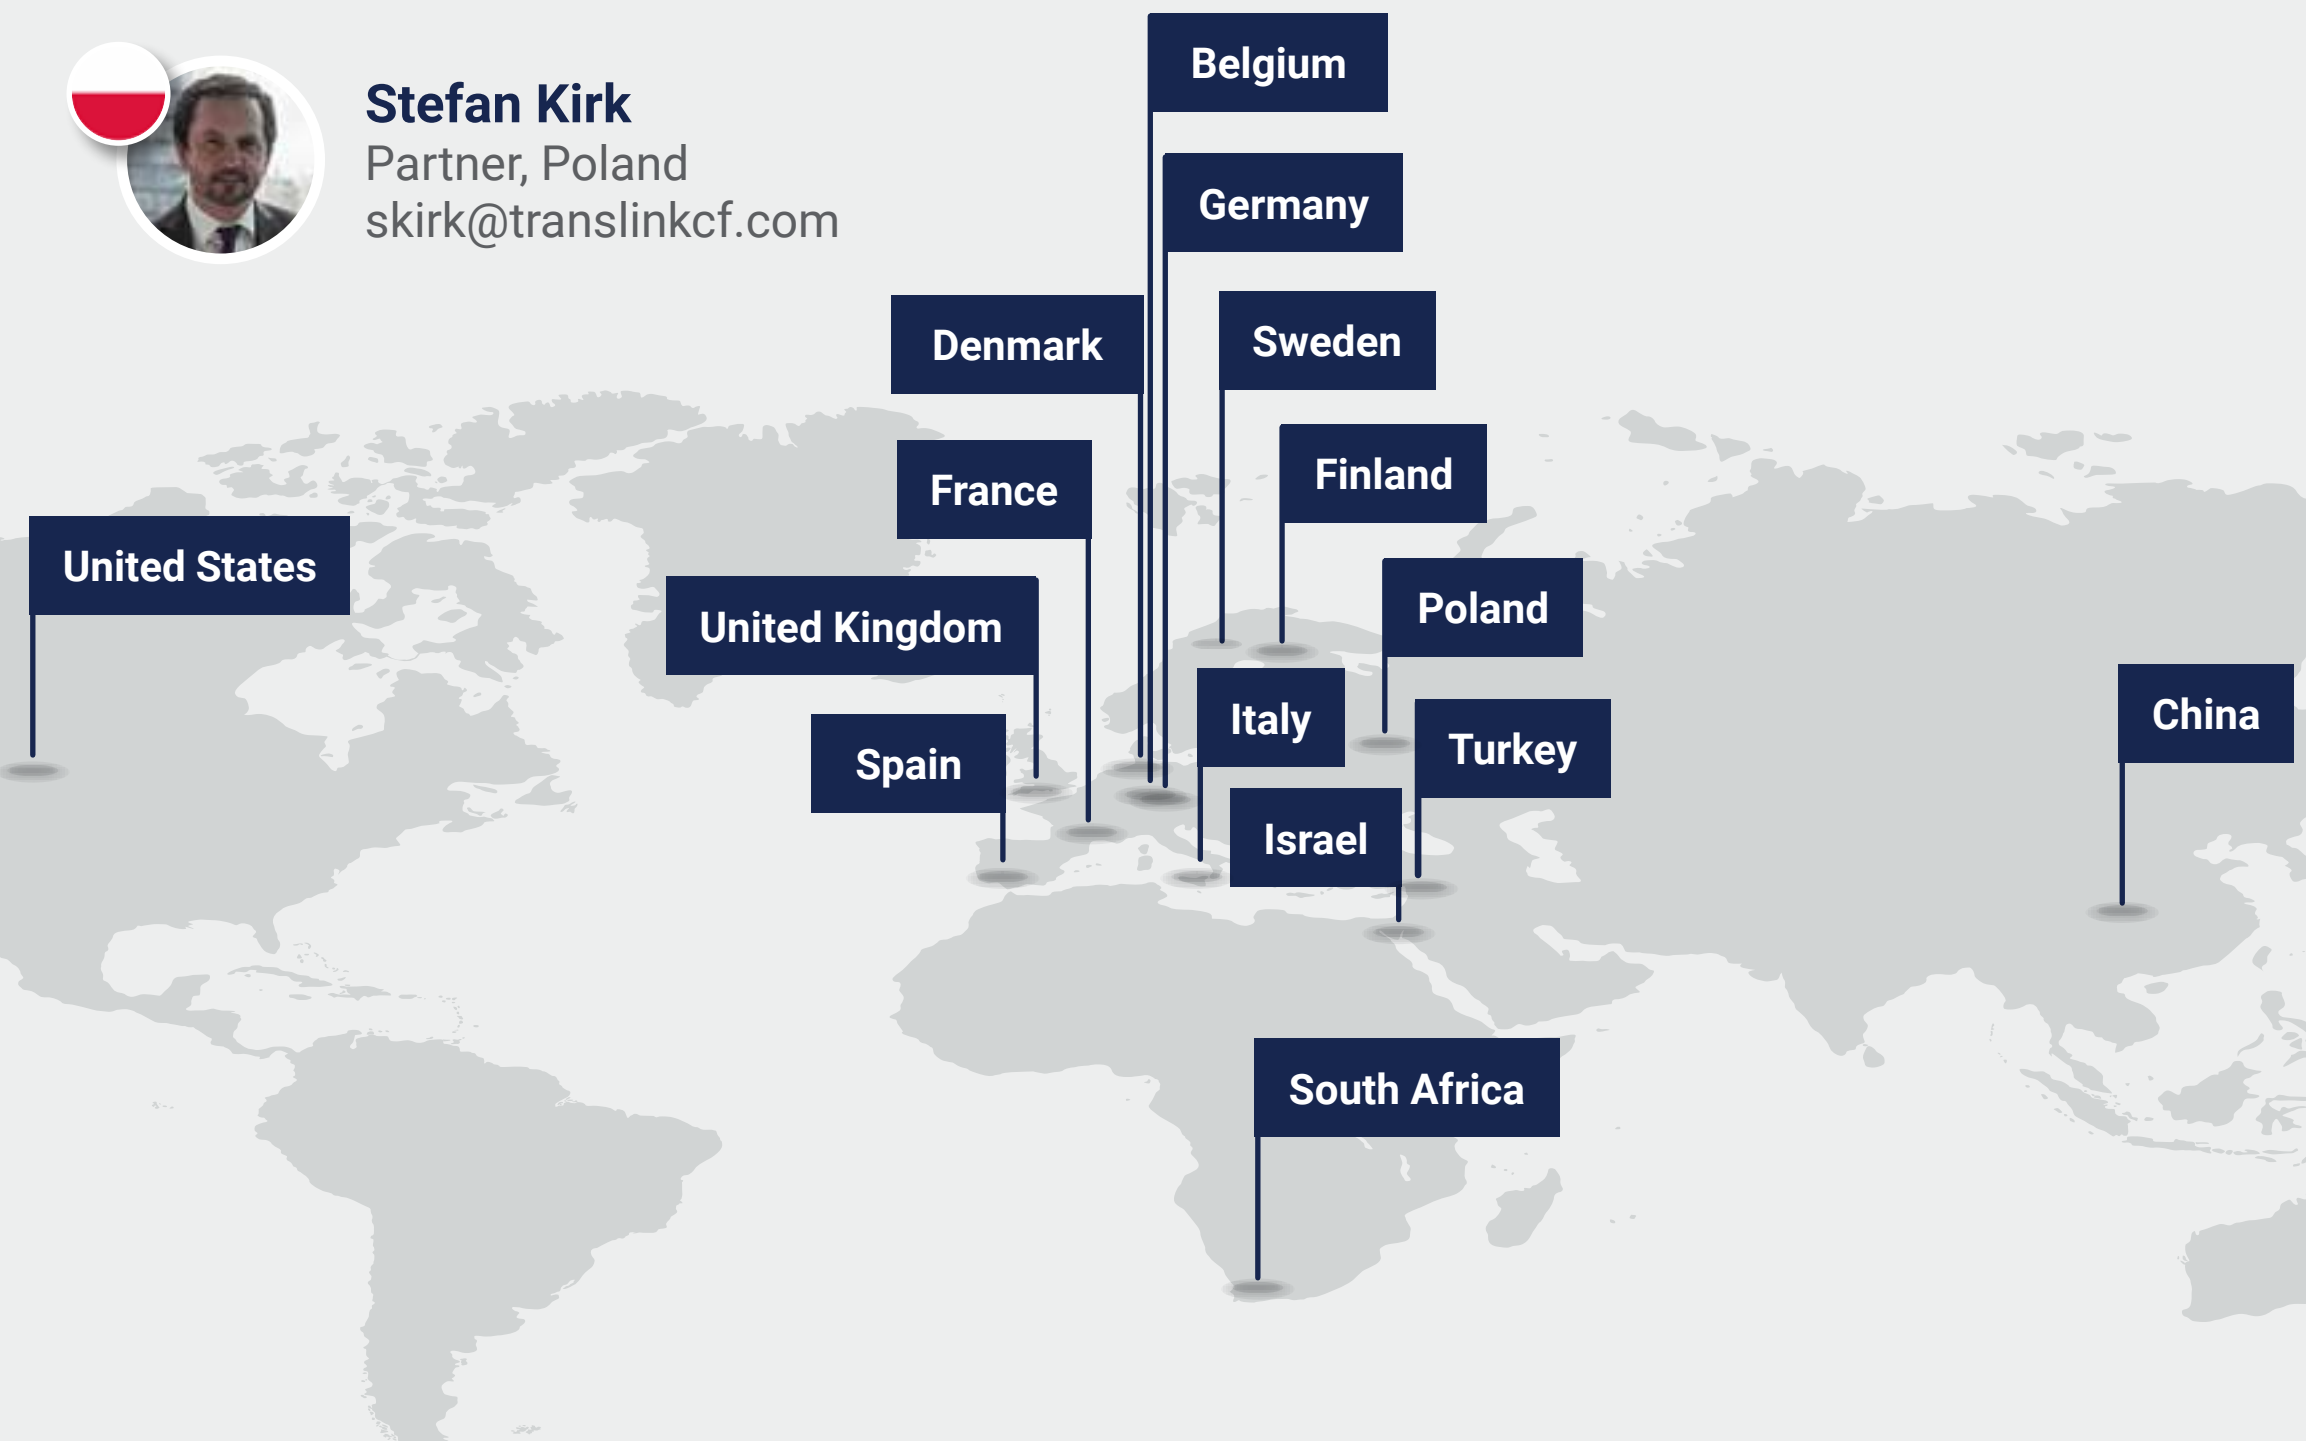 Stefan Kirk
Partner, Poland
skirk@translinkcf.com
Belgium
Germany
Denmark
Sweden
France
Finland
United States
United Kingdom
Poland
Spain
Italy
Turkey
China
Israel
South Africa